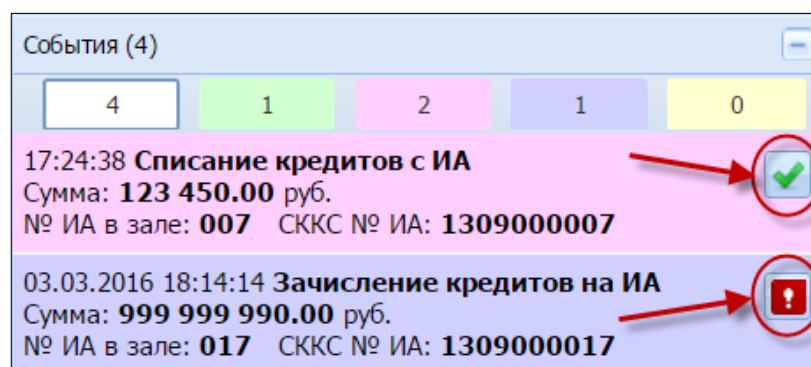 События (4)
4 1 2 1 0
17:24:38 Списание кредитов с ИА
Сумма: 123 450.00 руб.
№ ИА в зале: 007 СККС № ИА: 1309000007
03.03.2016 18:14:14 Зачисление кредитов на ИА
Сумма: 999 999 990.00 руб.
№ ИА в зале: 017 СККС № ИА: 1309000017